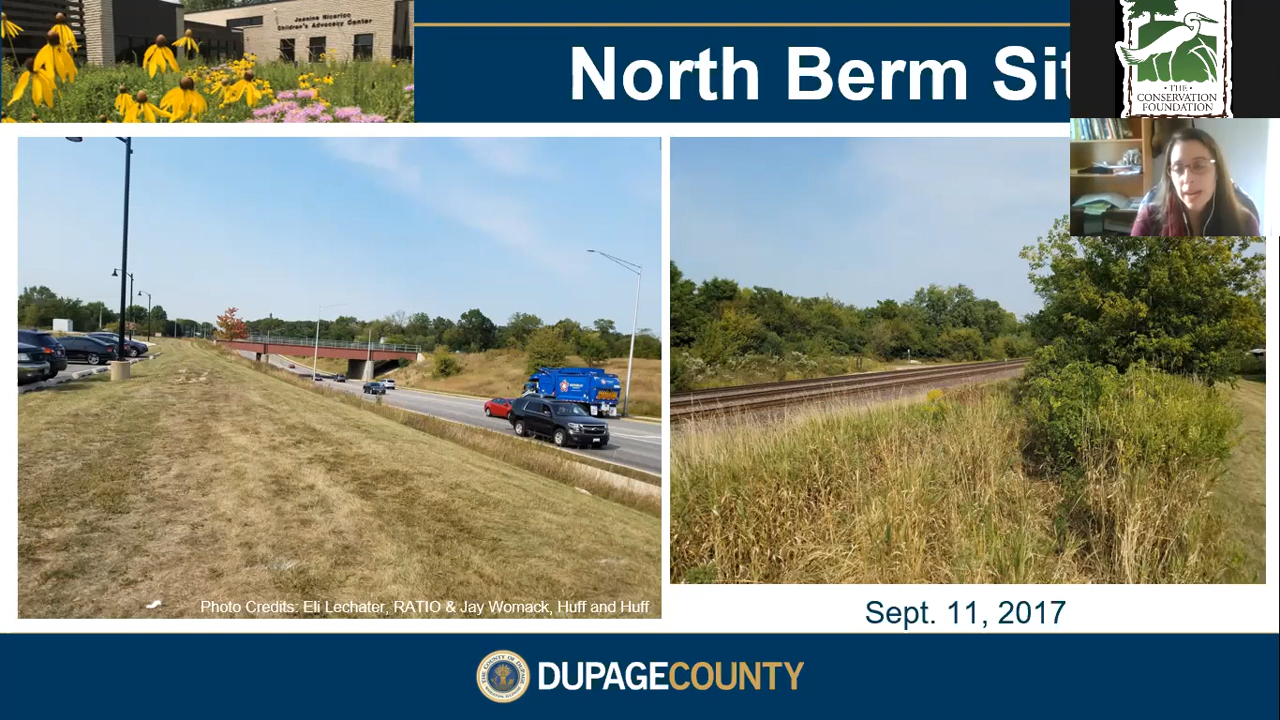 Jeanine Nicarico
Children's Advocacy Center
North Berm Sit
THE
CONSERVATION
FOUNDATION
Photo Credits: Eli Lechater, RATIO & Jay Womack, Huff and Huff
Sept. 11, 2017
DUPAGECOUNTY